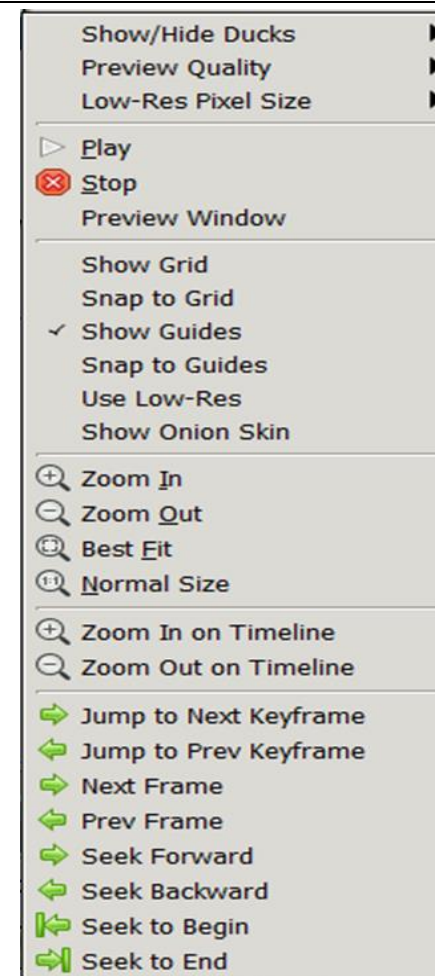 Show/Hide Ducks
Preview Quality
Low-Res Pixel Size
Play
Stop
Preview Window
Show Grid
Snap to Grid
Show Guides
Snap to Guides
Use Low-Res
Show Onion Skin
Zoom In
Zoom Out
Best Fit
Normal Size
Zoom In on Timeline
Zoom Out on Timeline
Jump to Next Keyframe
Jump to Prev Keyframe
Next Frame
Prev Frame
Seek Forward
Seek Backward
Seek to Begin
Seek to End